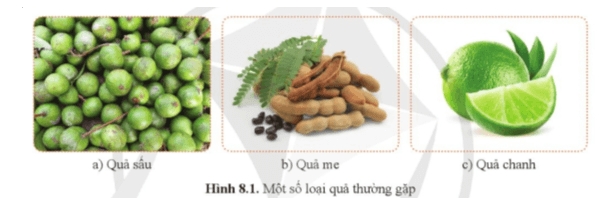 a) Quả sấu b) Quả me c) Quả chanh
Hình 8.1. Một số loại quả thường gặp